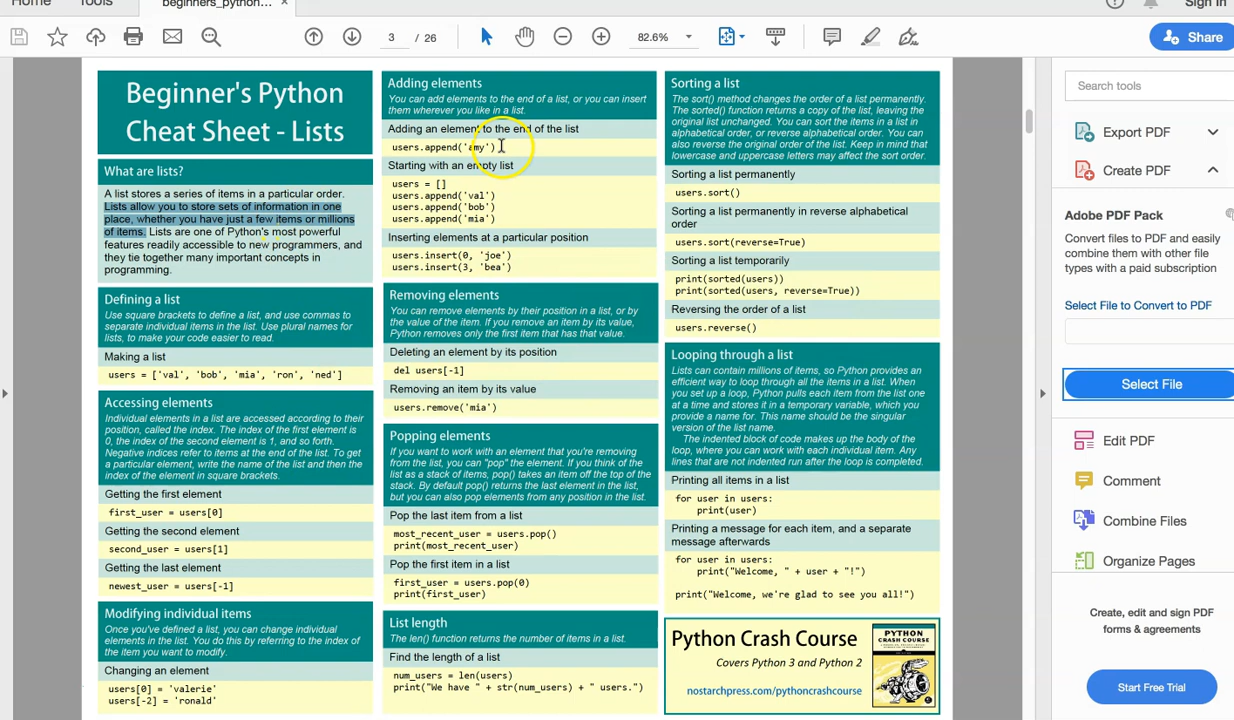 Home
Tools
beginners_python...
×
Sign In
3 / 26
82.6%
Share
Beginner's Python
Cheat Sheet - Lists
What are lists?
A list stores a series of items in a particular order.
Lists allow you to store sets of information in one
place, whether you have just a few items or millions
of items. Lists are one of Python's most powerful
features readily accessible to new programmers, and
they tie together many important concepts in
programming.
Defining a list
Use square brackets to define a list, and use commas to
separate individual items in the list. Use plural names for
lists, to make your code easier to read.
Making a list
users = ['val', 'bob', 'mia', 'ron', 'ned']
Accessing elements
Individual elements in a list are accessed according to their
position, called the index. The index of the first element is
0, the index of the second element is 1, and so forth.
Negative indices refer to items at the end of the list. To get
a particular element, write the name of the list and then the
index of the element in square brackets.
Getting the first element
first_user = users[0]
Getting the second element
second_user = users[1]
Getting the last element
newest_user = users[-1]
Modifying individual items
Once you've defined a list, you can change individual
elements in the list. You do this by referring to the index of
the item you want to modify.
Changing an element
users[0] = 'valerie'
users[-2] = 'ronald'
Adding elements
You can add elements to the end of a list, or you can insert
them wherever you like in a list.
Adding an element to the end of the list
users.append('amy')
Starting with an empty list
users = []
users.append('val')
users.append('bob')
users.append('mia')
Inserting elements at a particular position
users.insert(0, 'joe')
users.insert(3, 'bea')
Removing elements
You can remove elements by their position in a list, or by
the value of the item. If you remove an item by its value,
Python removes only the first item that has that value.
Deleting an element by its position
del users[-1]
Removing an item by its value
users.remove('mia')
Popping elements
If you want to work with an element that you're removing
from the list, you can "pop" the element. If you think of the
list as a stack of items, pop() takes an item off the top of the
stack. By default pop() returns the last element in the list,
but you can also pop elements from any position in the list.
Pop the last item from a list
most_recent_user = users.pop()
print(most_recent_user)
Pop the first item in a list
first_user = users.pop(0)
print(first_user)
List length
The len() function returns the number of items in a list.
Find the length of a list
num_users = len(users)
print("We have " + str(num_users) + " users.")
Sorting a list
The sort() method changes the order of a list permanently.
The sorted() function returns a copy of the list, leaving the
original list unchanged. You can sort the items in a list in
alphabetical order, or reverse alphabetical order. You can
also reverse the original order of the list. Keep in mind that
lowercase and uppercase letters may affect the sort order.
Sorting a list permanently
users.sort()
Sorting a list permanently in reverse alphabetical
order
users.sort(reverse=True)
Sorting a list temporarily
print(sorted(users))
print(sorted(users, reverse=True))
Reversing the order of a list
users.reverse()
Looping through a list
Lists can contain millions of items, so Python provides an
efficient way to loop through all the items in a list. When
you set up a loop, Python pulls each item from the list one
at a time and stores it in a temporary variable, which you
provide a name for. This name should be the singular
version of the list name.
The indented block of code makes up the body of the
loop, where you can work with each individual item. Any
lines that are not indented run after the loop is completed.
Printing all items in a list
for user in users:
print(user)
Printing a message for each item, and a separate
message afterwards
for user in users:
print("Welcome, " + user + "!")
print("Welcome, we're glad to see you all!")
Python Crash Course
Covers Python 3 and Python 2
nostarchpress.com/pythoncrashcourse
PYTHON
CRASH COURSE
Search tools
Export PDF
Create PDF
Adobe PDF Pack
Convert files to PDF and easily
combine them with other file
types with a paid subscription
Select File to Convert to PDF
Select File
Edit PDF
Comment
Combine Files
Organize Pages
Create, edit and sign PDF
forms & agreements
Start Free Trial